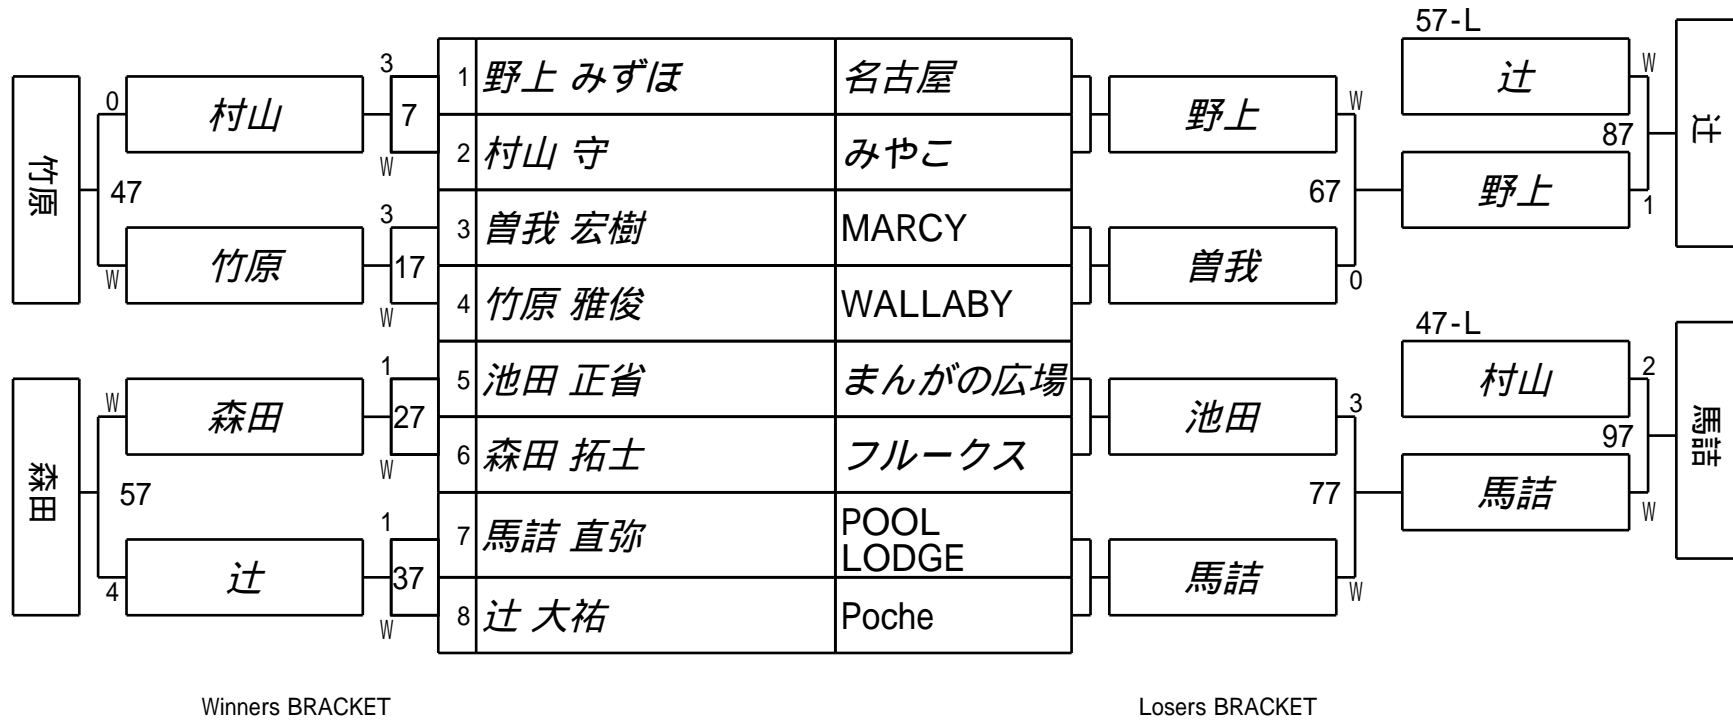 57-L
3
1 野上 みずほ 名古屋
W
辻
0
村山
7
野上
W
87
辻
2 村山 守 みやこ
W
竹原
47
67
野上
1
3
3 曽我 宏樹 MARCY
W
竹原
17
曽我
0
4 竹原 雅俊 WALLABY
W
47-L
1
5 池田 正省 まんがの広場
村山
2
W
森田
27
池田
3
97
馬詰
6 森田 拓士 フルークス
W
森田
57
77
馬詰
W
1
7 馬詰 直弥 POOL
LODGE
4
辻
37
馬詰
W
8 辻 大祐 Poche
W
Winners BRACKET
Losers BRACKET